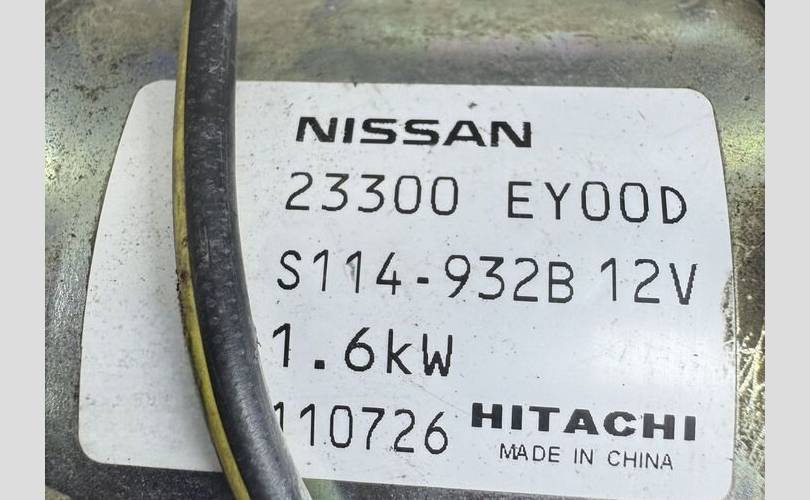 NISSAN
23300 EY00D
S114-932B 12V
1.6kW
110726 HITACHI
MADE IN CHINA